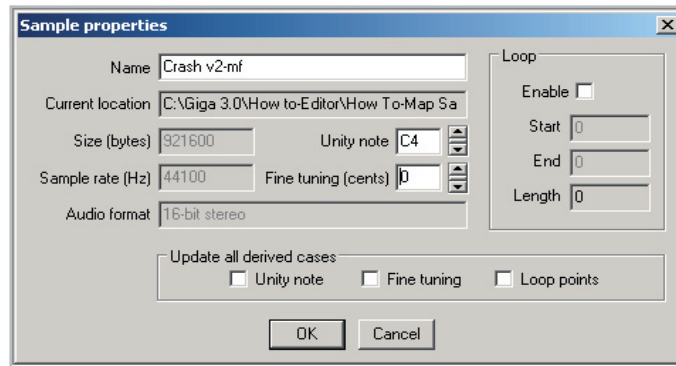 Sample properties
Name Crash v2-mf
Current location C:\Giga 3.0\How to-Editor\How To-Map Sa
Size (bytes) 921600 Unity note C4
Sample rate (Hz) 44100 Fine tuning (cents) 0
Audio format 16-bit stereo
Loop
Enable
Start 0
End 0
Length 0
Update all derived cases
Unity note Fine tuning Loop points
OK Cancel